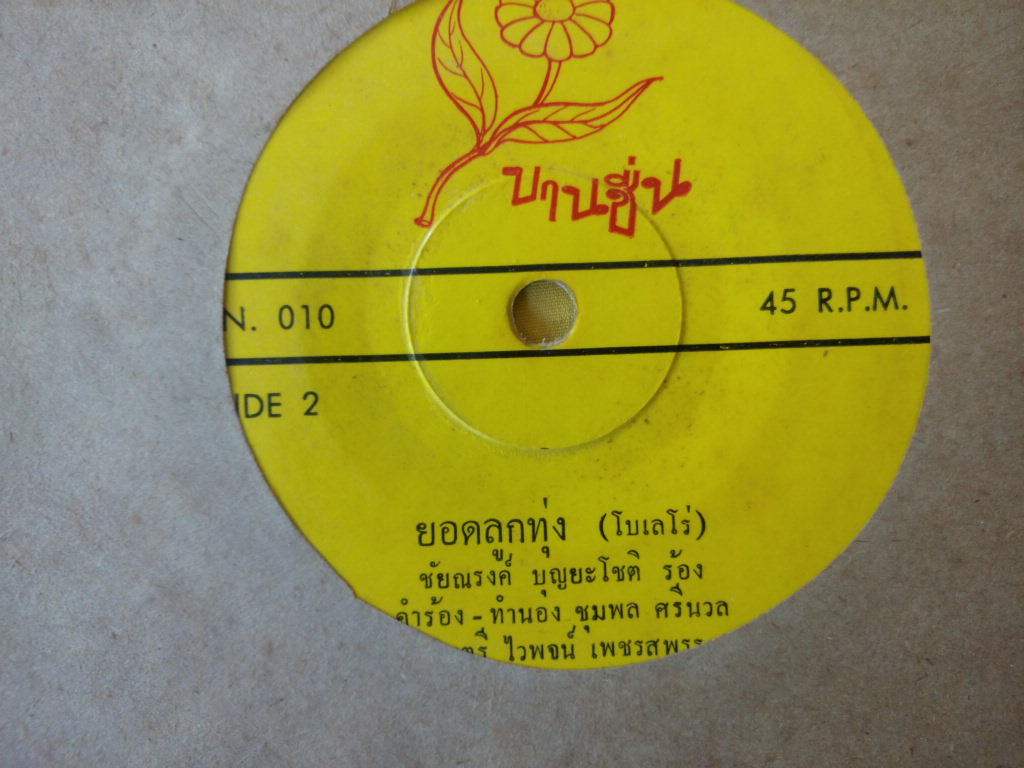 บานชื่น
N. 010
45 R.P.M.
IDE 2
ยอดลูกทุ่ง (โบเลโร่)
ชัยณรงค์ บุญยะโชติ ร้อง
คำร้อง - ทำนอง ชุมพล ศรีนวล
ไวพจน์ เพชรสพรร